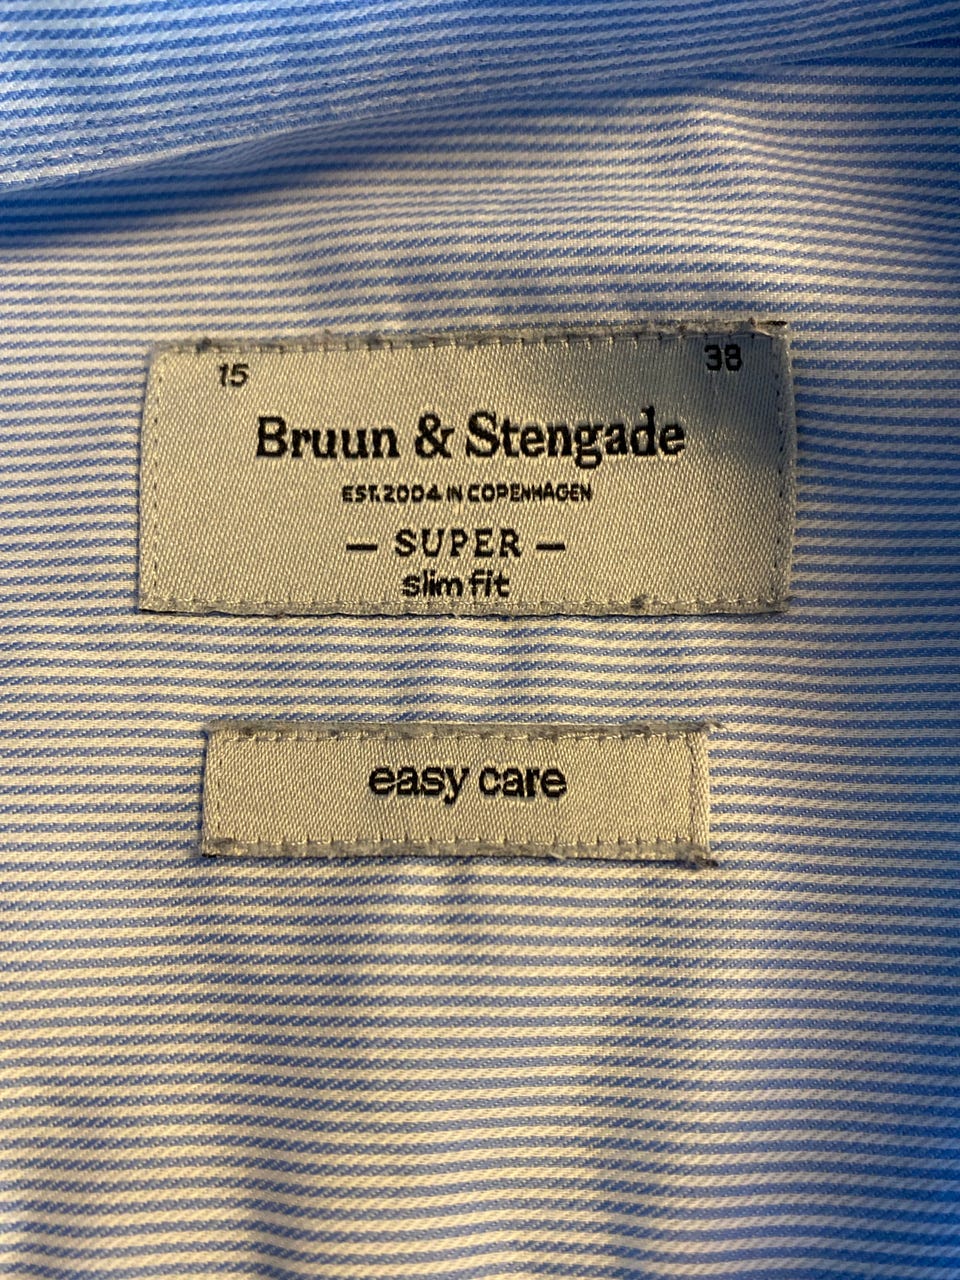 15 38
Bruun & Stengade
EST. 2004 IN COPENHAGEN
— SUPER —
slim fit
easy care